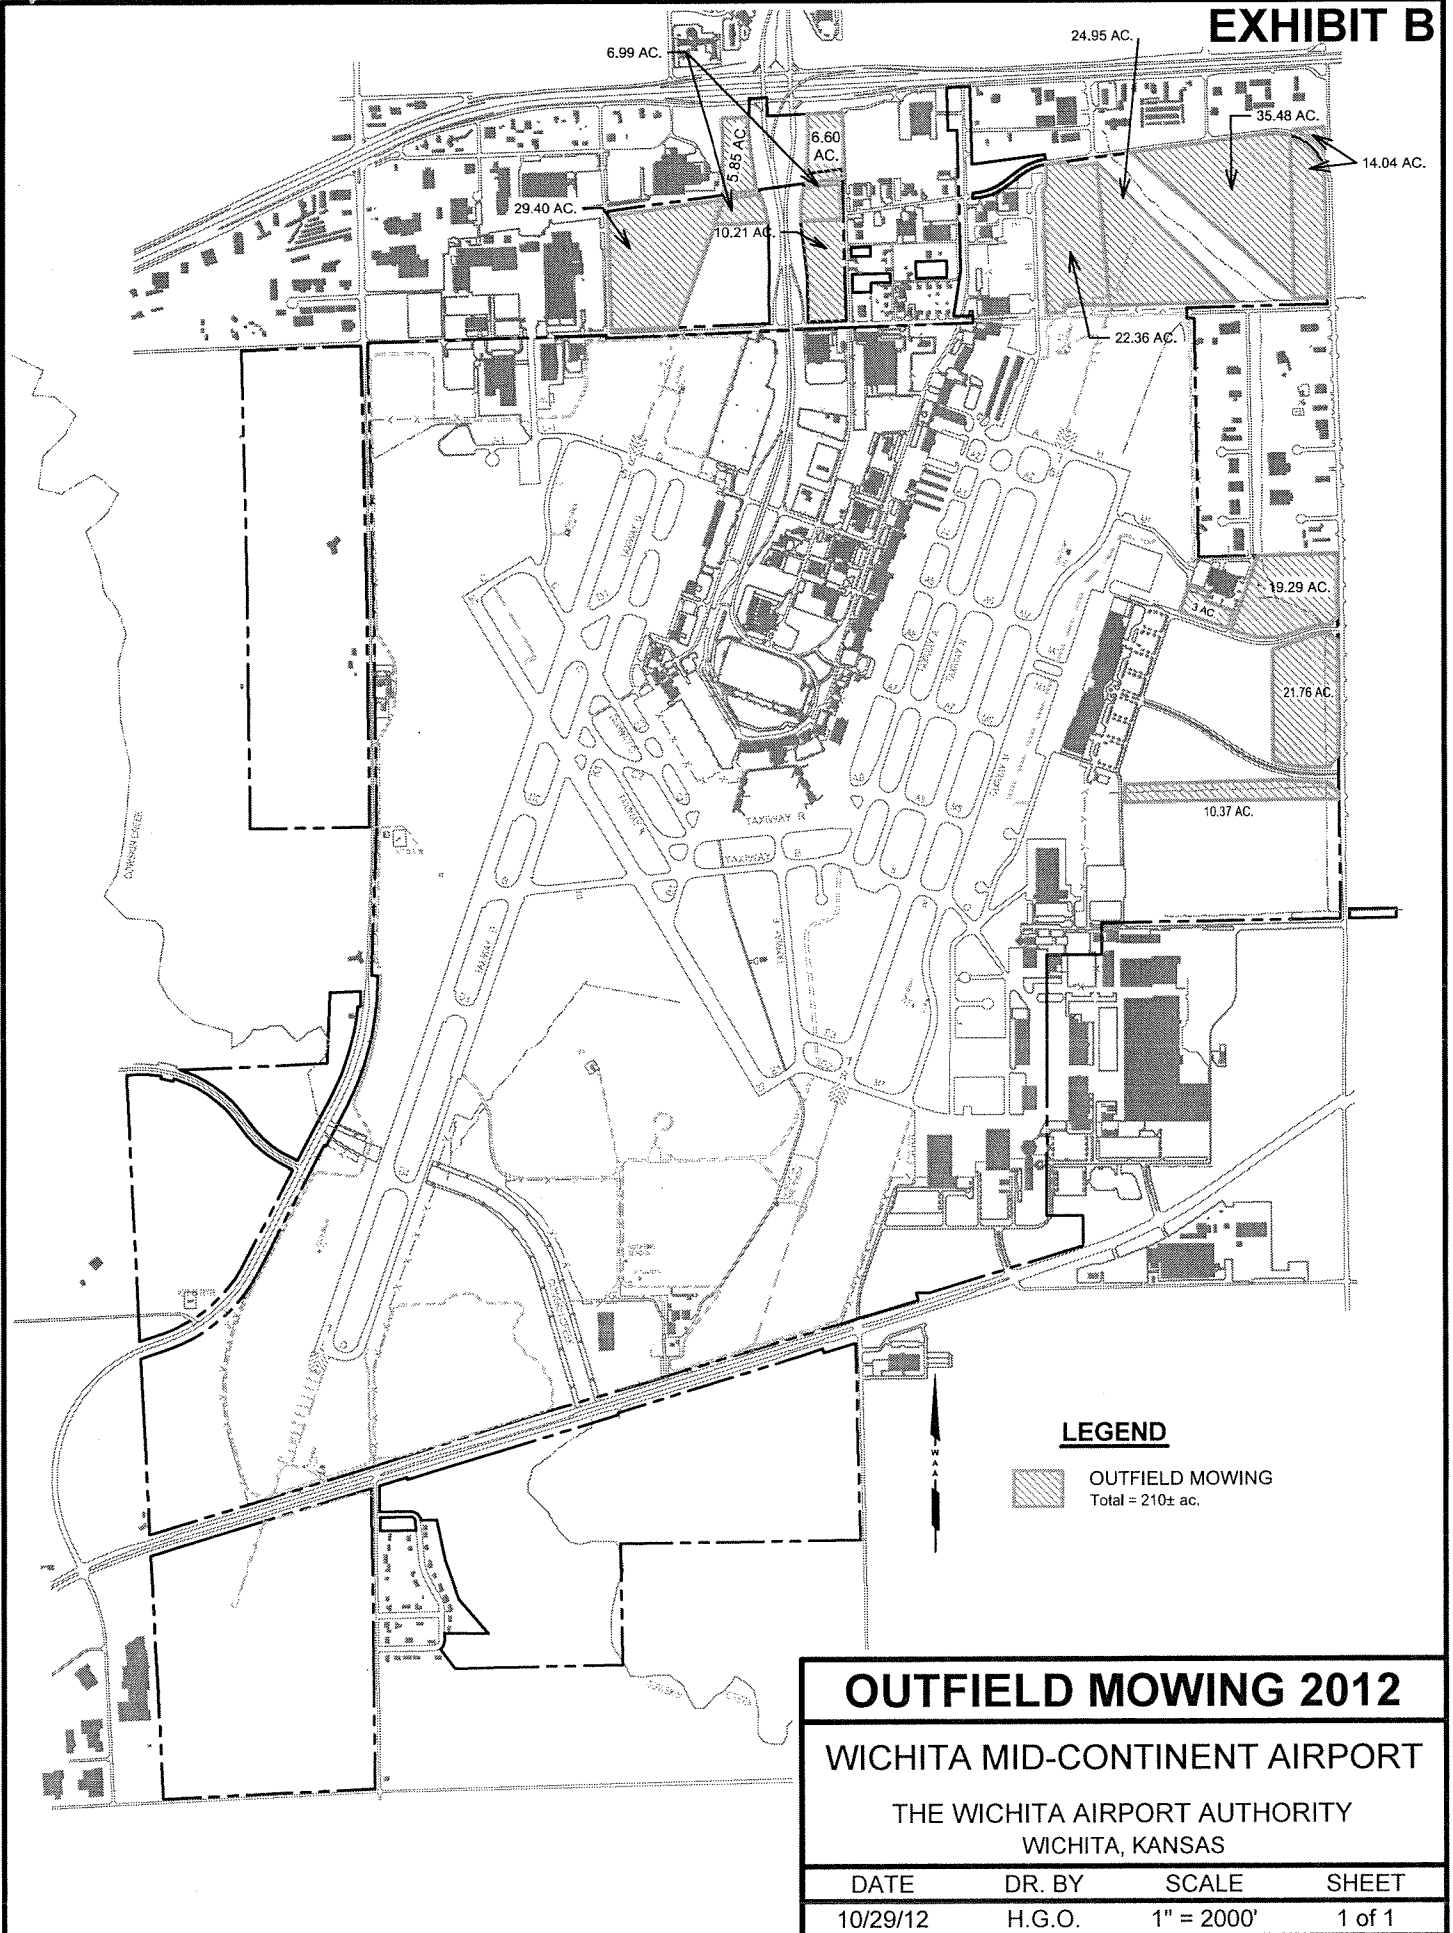 EXHIBIT B
24.95 AC.
6.99 AC.
35.48 AC.
6.60
AC.
5.85 AC.
14.04 AC.
29.40 AC.
10.21 AC.
22.36 AC.
19.29 AC.
3 AC.
21.76 AC.
10.37 AC.
TAXIWAY R
TAXIWAY
LEGEND
OUTFIELD MOWING
Total = 210± ac.
OUTFIELD MOWING 2012
WICHITA MID-CONTINENT AIRPORT
THE WICHITA AIRPORT AUTHORITY
WICHITA, KANSAS
DATE DR. BY SCALE SHEET
10/29/12 H.G.O. 1" = 2000' 1 of 1